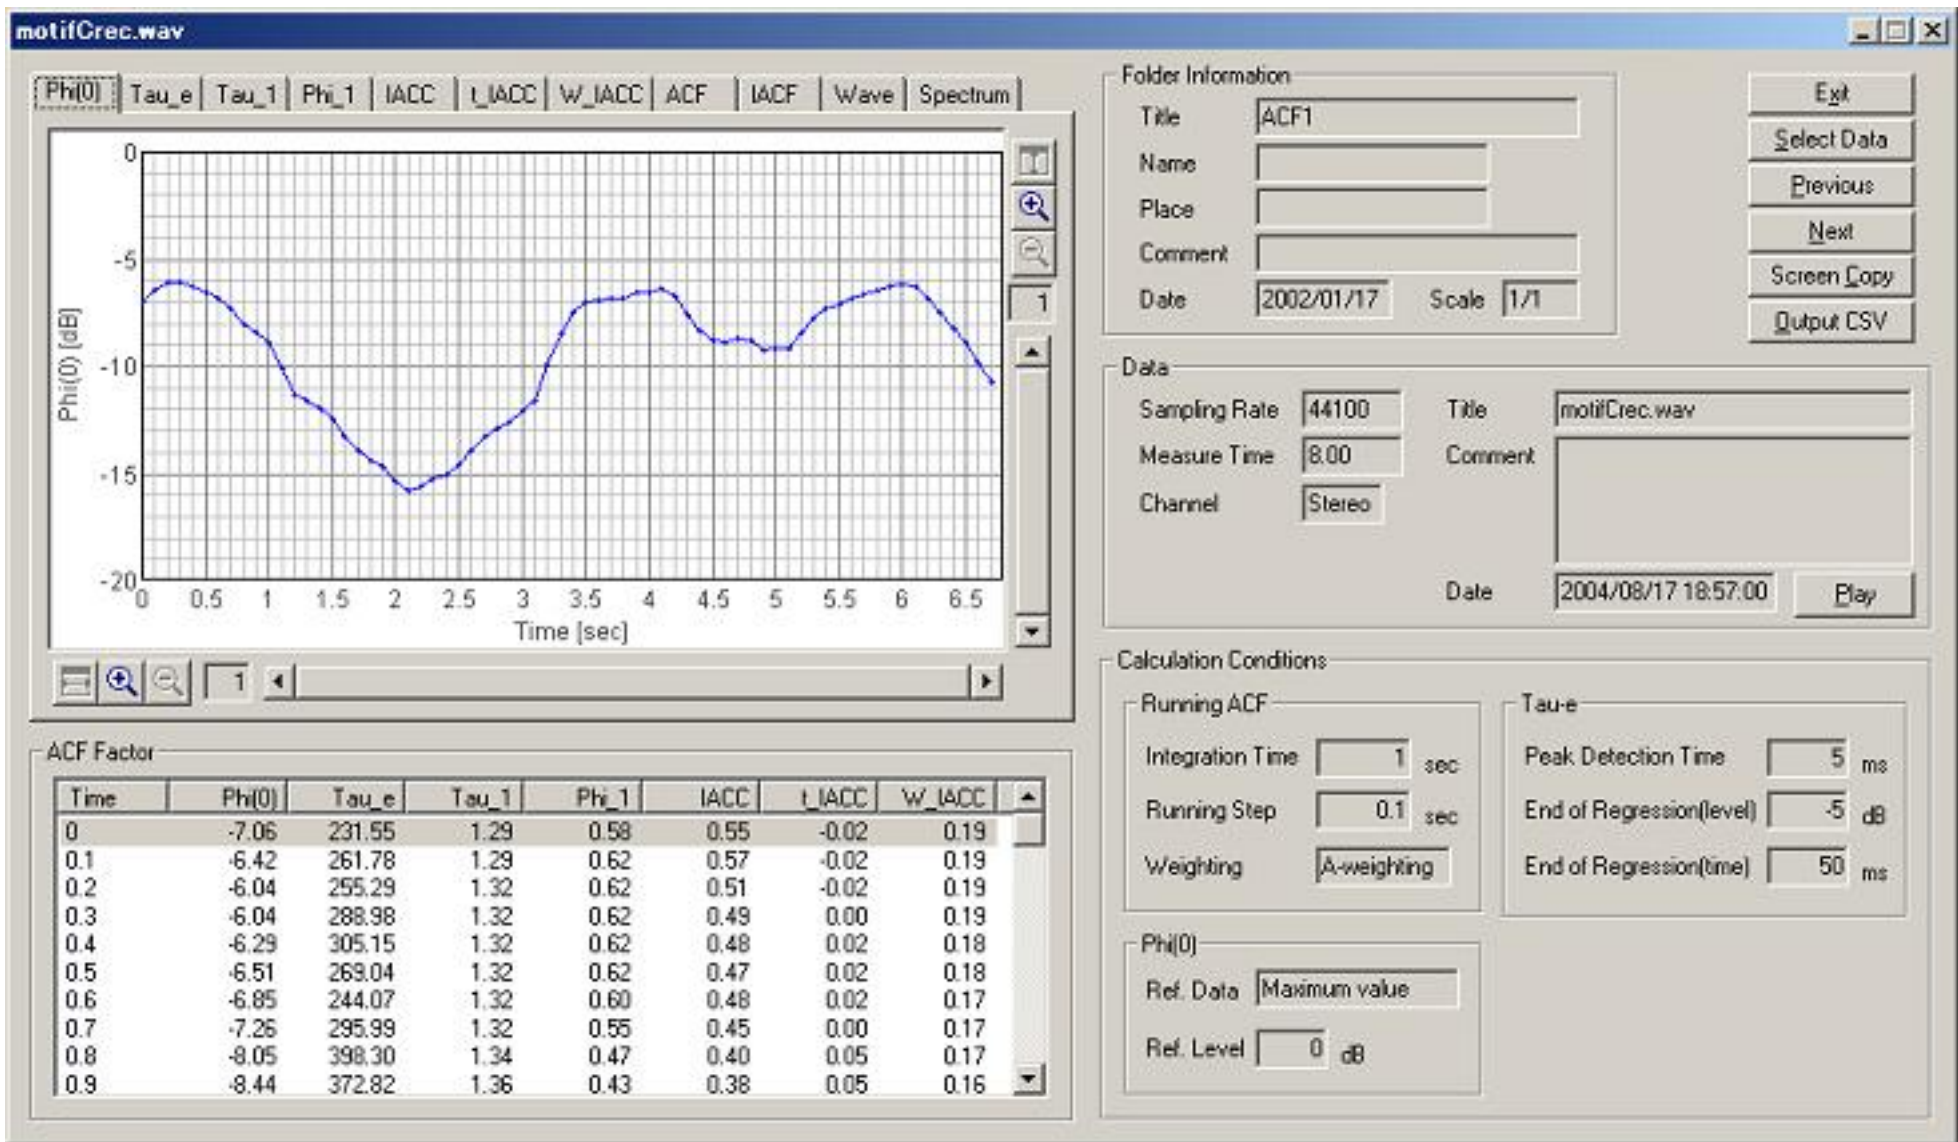 motifCrec.wav
Phi(0) Tau_e Tau_1 Phi_1 IACC t_IACC W_IACC ACF IACF Wave Spectrum
0
-5
-10
-15
-20
Phi(0) [dB]
0 0.5 1 1.5 2 2.5 3 3.5 4 4.5 5 5.5 6 6.5
Time [sec]
1
1
ACF Factor
Time Phi(0) Tau_e Tau_1 Phi_1 IACC t_IACC W_IACC
0 -7.06 231.55 1.29 0.58 0.55 -0.02 0.19
0.1 -6.42 261.78 1.29 0.62 0.57 -0.02 0.19
0.2 -6.04 255.29 1.32 0.62 0.51 -0.02 0.19
0.3 -6.04 288.98 1.32 0.62 0.49 0.00 0.19
0.4 -6.29 305.15 1.32 0.62 0.48 0.02 0.18
0.5 -6.51 269.04 1.32 0.62 0.47 0.02 0.18
0.6 -6.85 244.07 1.32 0.60 0.48 0.02 0.17
0.7 -7.26 295.99 1.32 0.55 0.45 0.00 0.17
0.8 -8.05 398.30 1.34 0.47 0.40 0.05 0.17
0.9 -8.44 372.82 1.36 0.43 0.38 0.05 0.16
Folder Information
Title ACF1
Name
Place
Comment
Date 2002/01/17 Scale 1/1
Exit
Select Data
Previous
Next
Screen Copy
Output CSV
Data
Sampling Rate 44100 Title motifCrec.wav
Measure Time 8.00 Comment
Channel Stereo
Date 2004/08/17 18:57:00 Play
Calculation Conditions
Running ACF
Integration Time 1 sec
Running Step 0.1 sec
Weighting A-weighting
Tau-e
Peak Detection Time 5 ms
End of Regression(level) -5 dB
End of Regression(time) 50 ms
Phi(0)
Ref. Data Maximum value
Ref. Level 0 dB